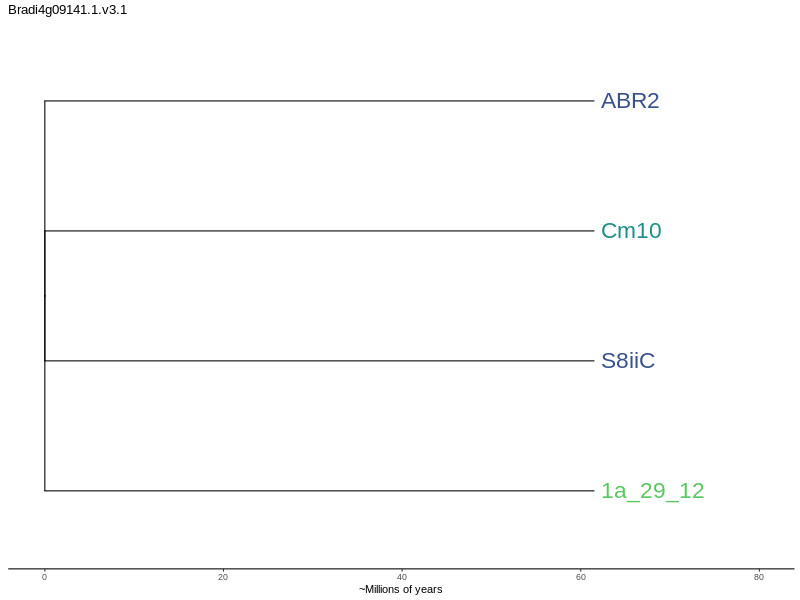 Bradi4g09141.1.v3.1
ABR2
Cm10
S8iiC
1a_29_12
0 20 40 60 80
~Millions of years